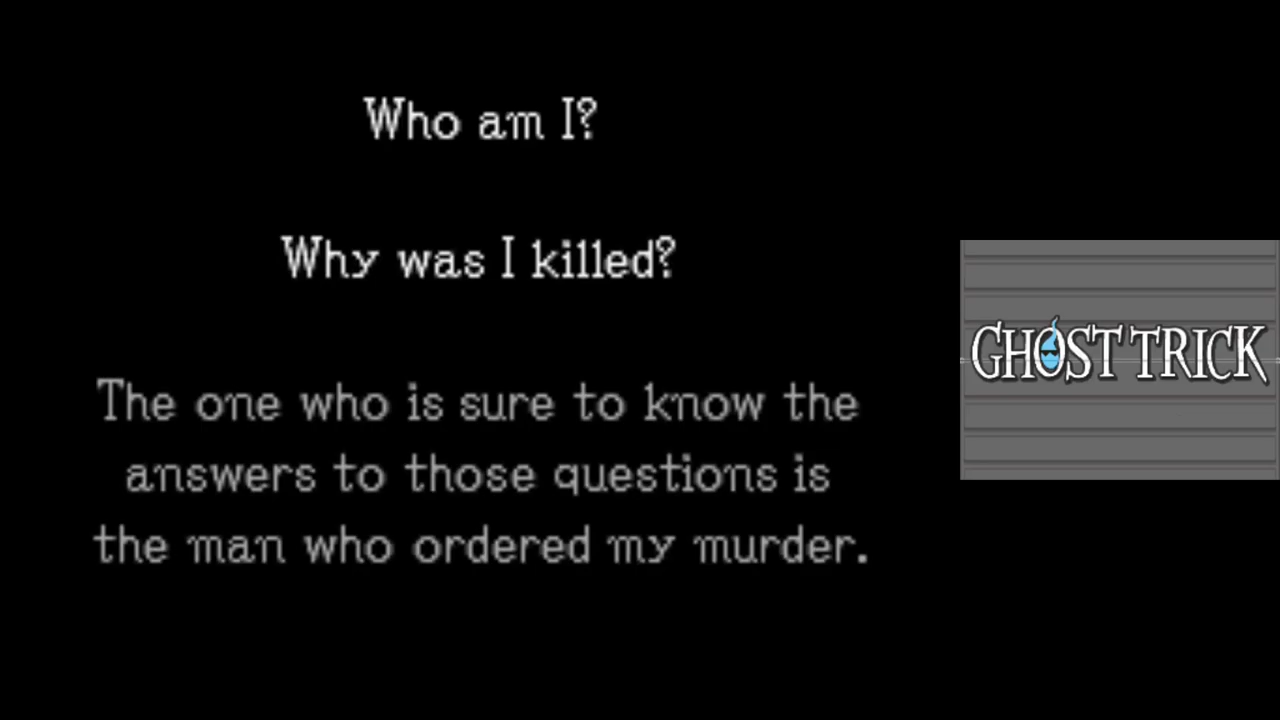 Who am I?
Why was I killed?
The one who is sure to know the
answers to those questions is
the man who ordered my murder.
GHOST TRICK